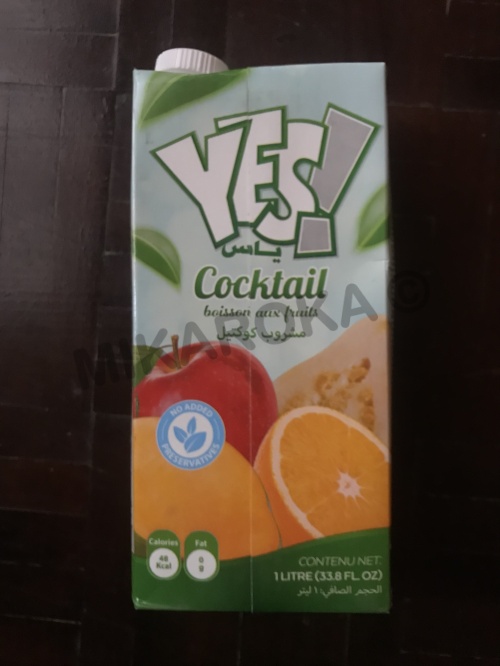 YES!
ياس
Cocktail
boisson aux fruits
مشروب كوكتيل
MIKAROKA ©
NO ADDED
PRESERVATIVES
Calories
48
Kcal
Fat
0
g
CONTENU NET:
1 LITRE (33.8 FL. OZ)
الحجم الصافي: ١ ليتر